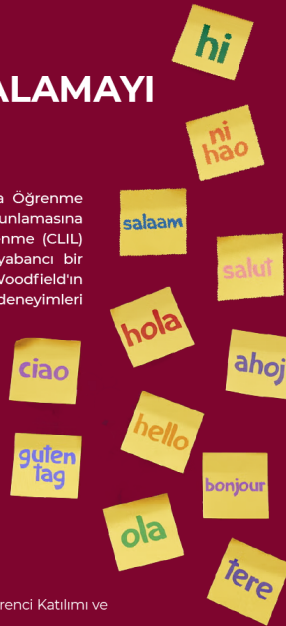 hi
ALAMAYI
ni
hao
a Öğrenme
salaam
unlamasına
enme (CLIL)
salut
yabancı bir
Woodfield'ın
deneyimleri
hola
ciao
ahoj
hello
guten
tag
bonjour
ola
tere
renci Katılımı ve